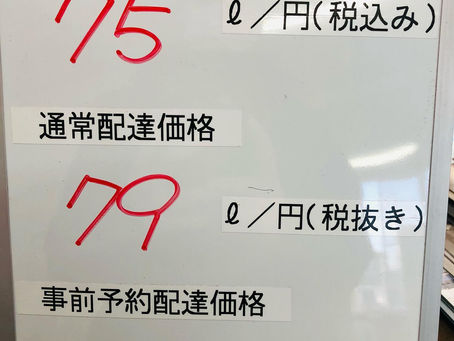 75 ℓ／円(税込み)
通常配達価格
79 ℓ／円(税抜き)
事前予約配達価格